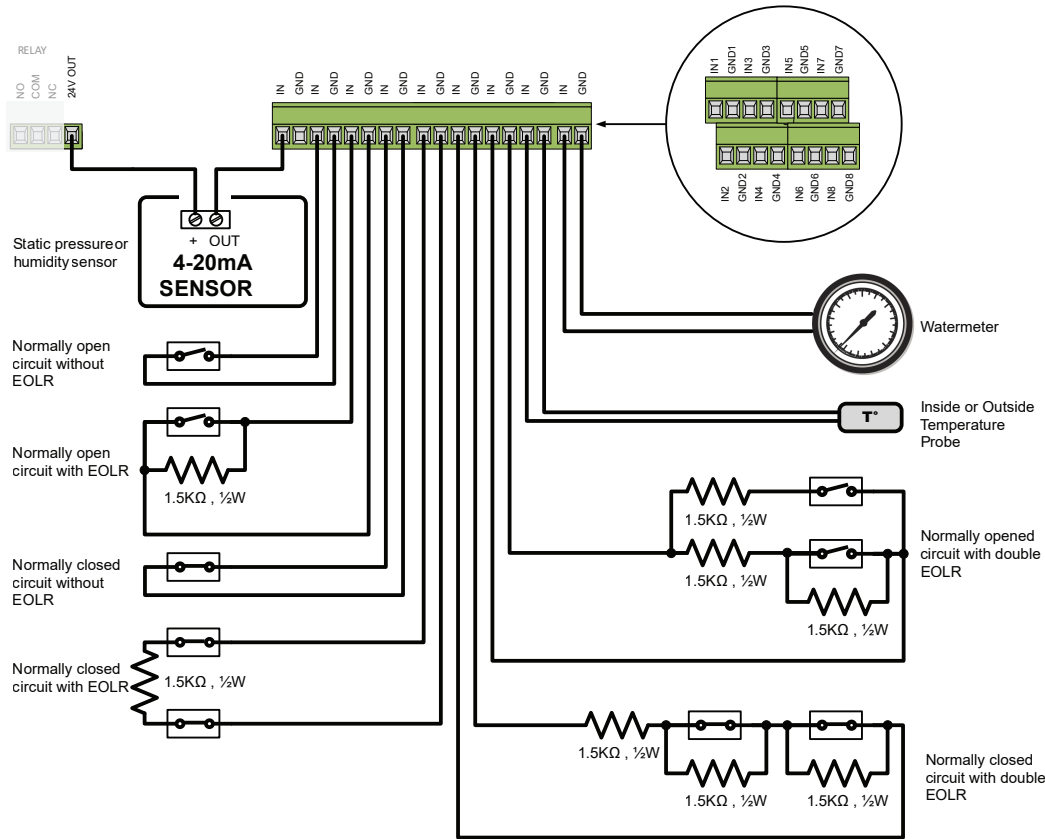 RELAY
NO
COM
NC
24V OUT
IN
GND
IN
GND
IN
GND
IN
GND
IN
GND
IN
GND
IN
GND
IN
GND
IN
GND
IN1
GND1
IN3
GND3
IN5
GND5
IN7
GND7
IN2
GND2
IN4
GND4
IN6
GND6
IN8
GND8
Static pressure or
humidity sensor
+ OUT
4-20mA
SENSOR
Normally open
circuit without
EOLR
Normally open
circuit with EOLR
1.5KΩ , ½W
Normally closed
circuit without
EOLR
Normally closed
circuit with EOLR
1.5KΩ , ½W
Watermeter
T°
Inside or Outside
Temperature
Probe
1.5KΩ , ½W
1.5KΩ , ½W
1.5KΩ , ½W
Normally opened
circuit with double
EOLR
1.5KΩ , ½W
1.5KΩ , ½W
1.5KΩ , ½W
Normally closed
circuit with double
EOLR